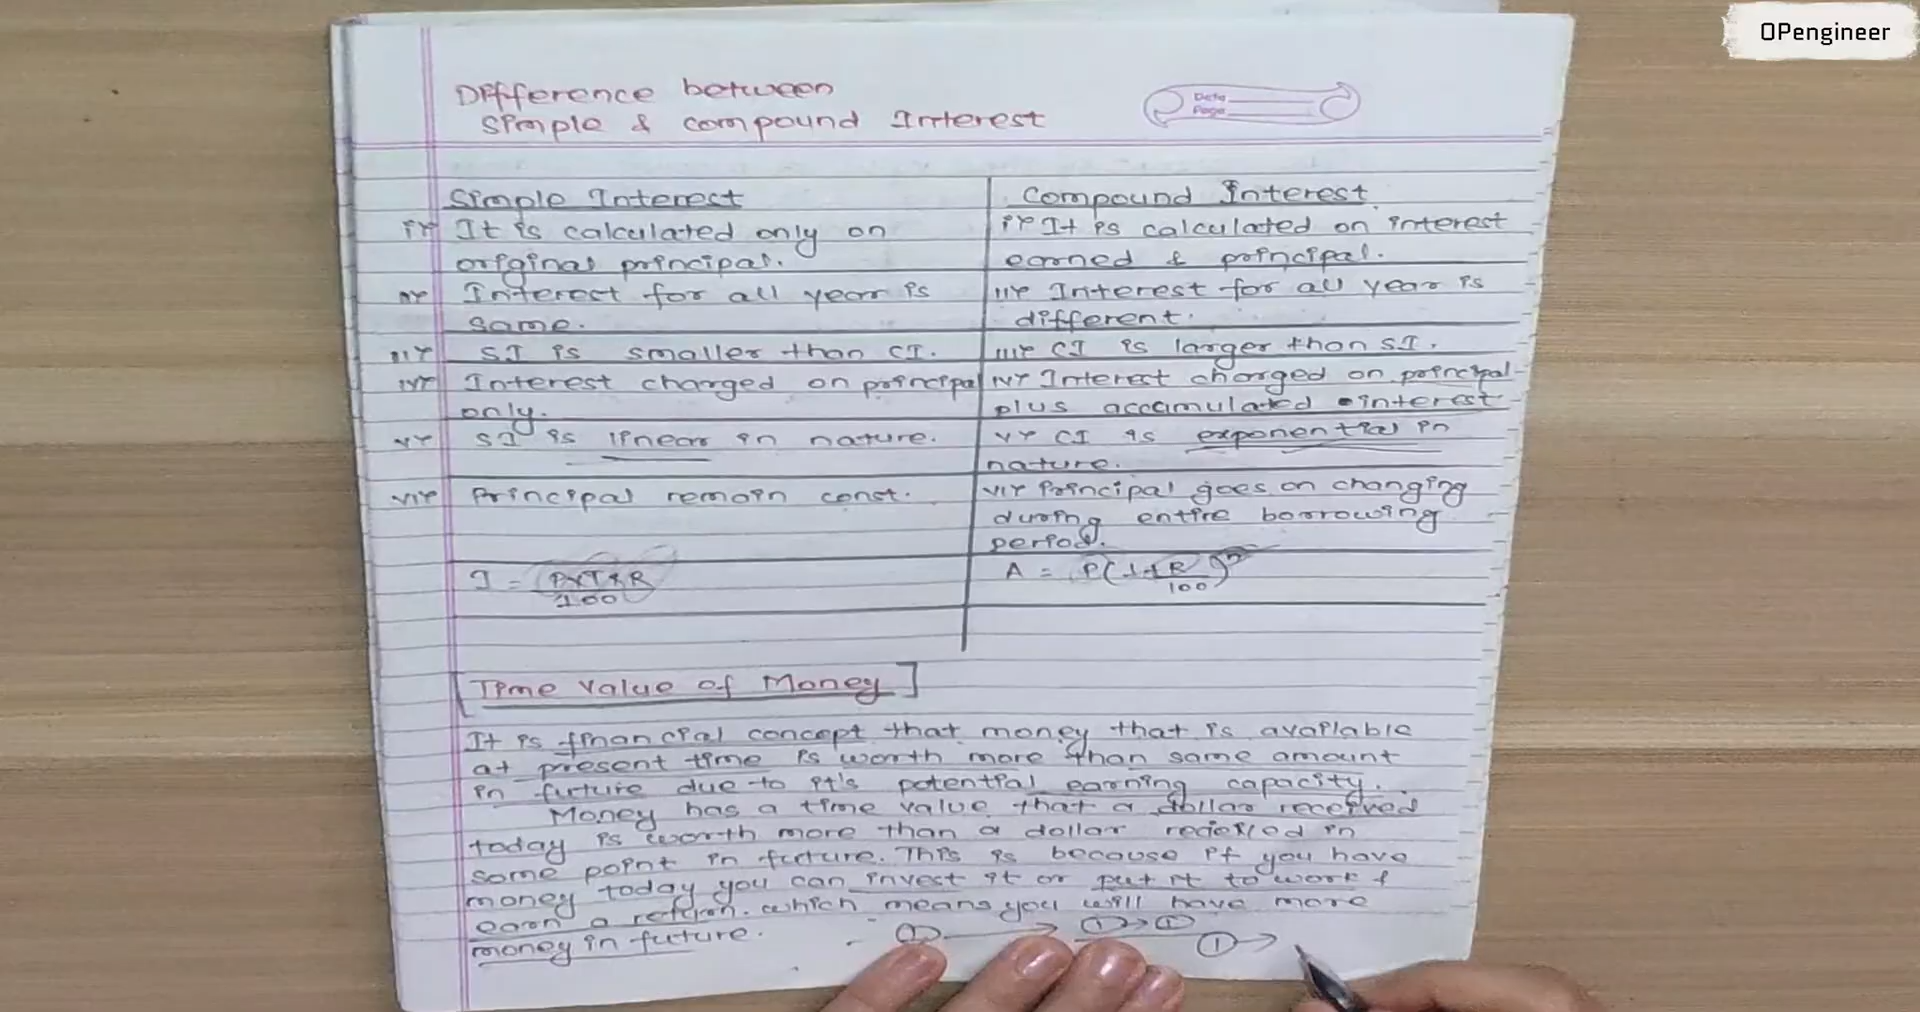 OPengineer
Difference between
Simple & compound Interest
Date
Page
Simple Interest
i) It is calculated only on
original principal.
ii) Interest for all year is
same.
iii) SI is smaller than CI.
iv) Interest charged on principal
only.
v) SI is linear in nature.
vi) Principal remain const.
I = PxTxR
100
Compound Interest
i) It is calculated on interest
earned & principal.
ii) Interest for all year is
different.
iii) CI is larger than S.I.
iv) Interest charged on principal
plus accamulated interest
v) CI is exponential in
nature.
vi) Principal goes on changing
during entire borrowing
period.
A = P(1+R)^n
100
[Time Value of Money]
It is financial concept that money that is available
at present time is worth more than same amount
in future due to it's potential earning capacity.
Money has a time value that a dollar received
today is worth more than a dollar received in
some point in future. This is because if you have
money today you can invest it or put it to work &
earn a return. which means you will have more
money in future.
1 → 1 → 1
1 →